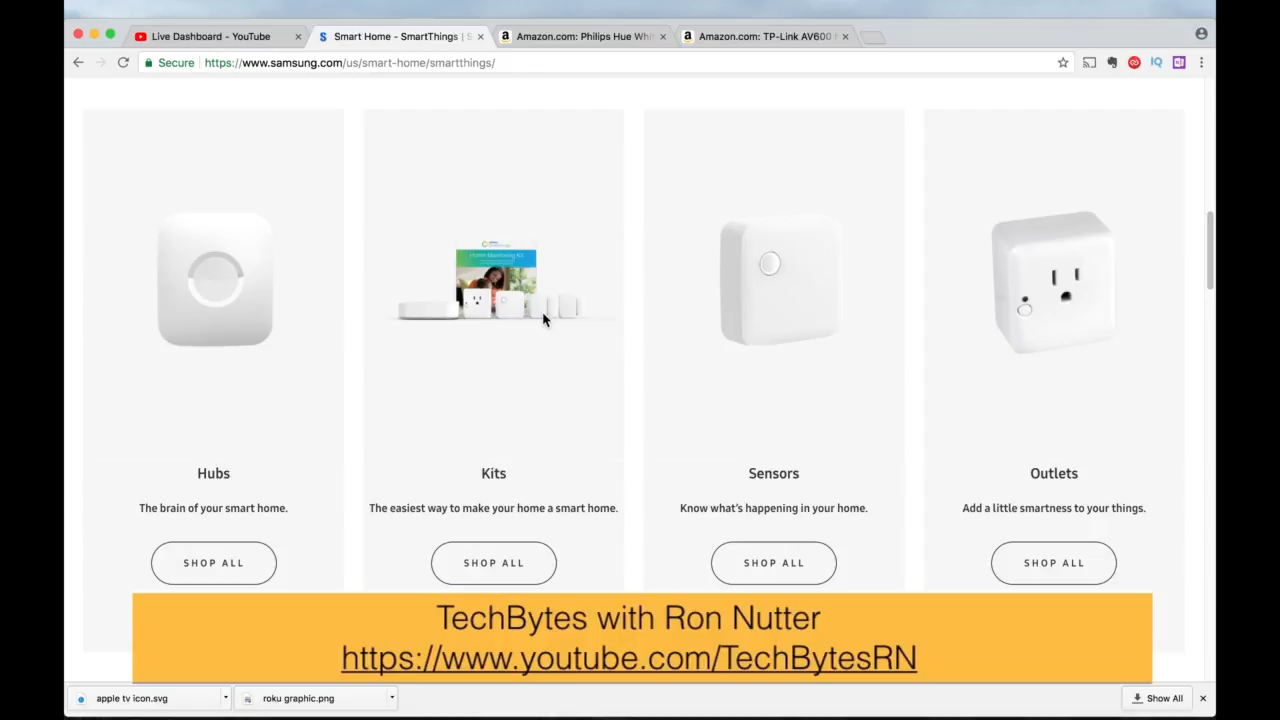 Live Dashboard - YouTube
Smart Home - SmartThings | S
Amazon.com: Philips Hue Whi
Amazon.com: TP-Link AV600
Secure
https://www.samsung.com/us/smart-home/smartthings/
IQ
Hubs
The brain of your smart home.
SHOP ALL
Kits
The easiest way to make your home a smart home.
SHOP ALL
Sensors
Know what's happening in your home.
SHOP ALL
Outlets
Add a little smartness to your things.
SHOP ALL
TechBytes with Ron Nutter
https://www.youtube.com/TechBytesRN
apple tv icon.svg
roku graphic.png
Show All